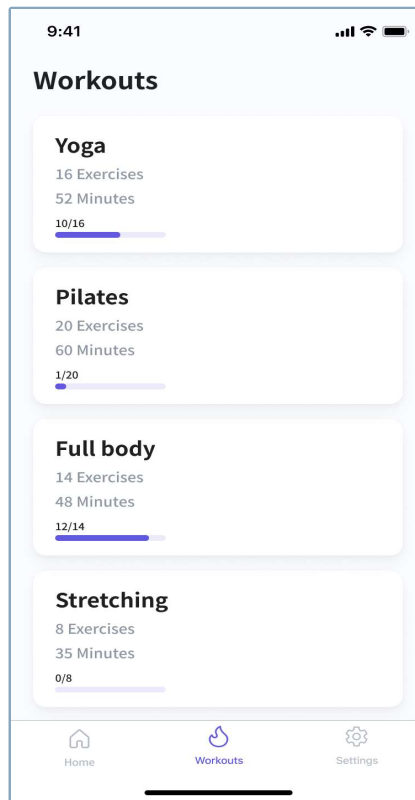 9:41
Workouts
Yoga
16 Exercises
52 Minutes
10/16
Pilates
20 Exercises
60 Minutes
1/20
Full body
14 Exercises
48 Minutes
12/14
Stretching
8 Exercises
35 Minutes
0/8
Home
Workouts
Settings